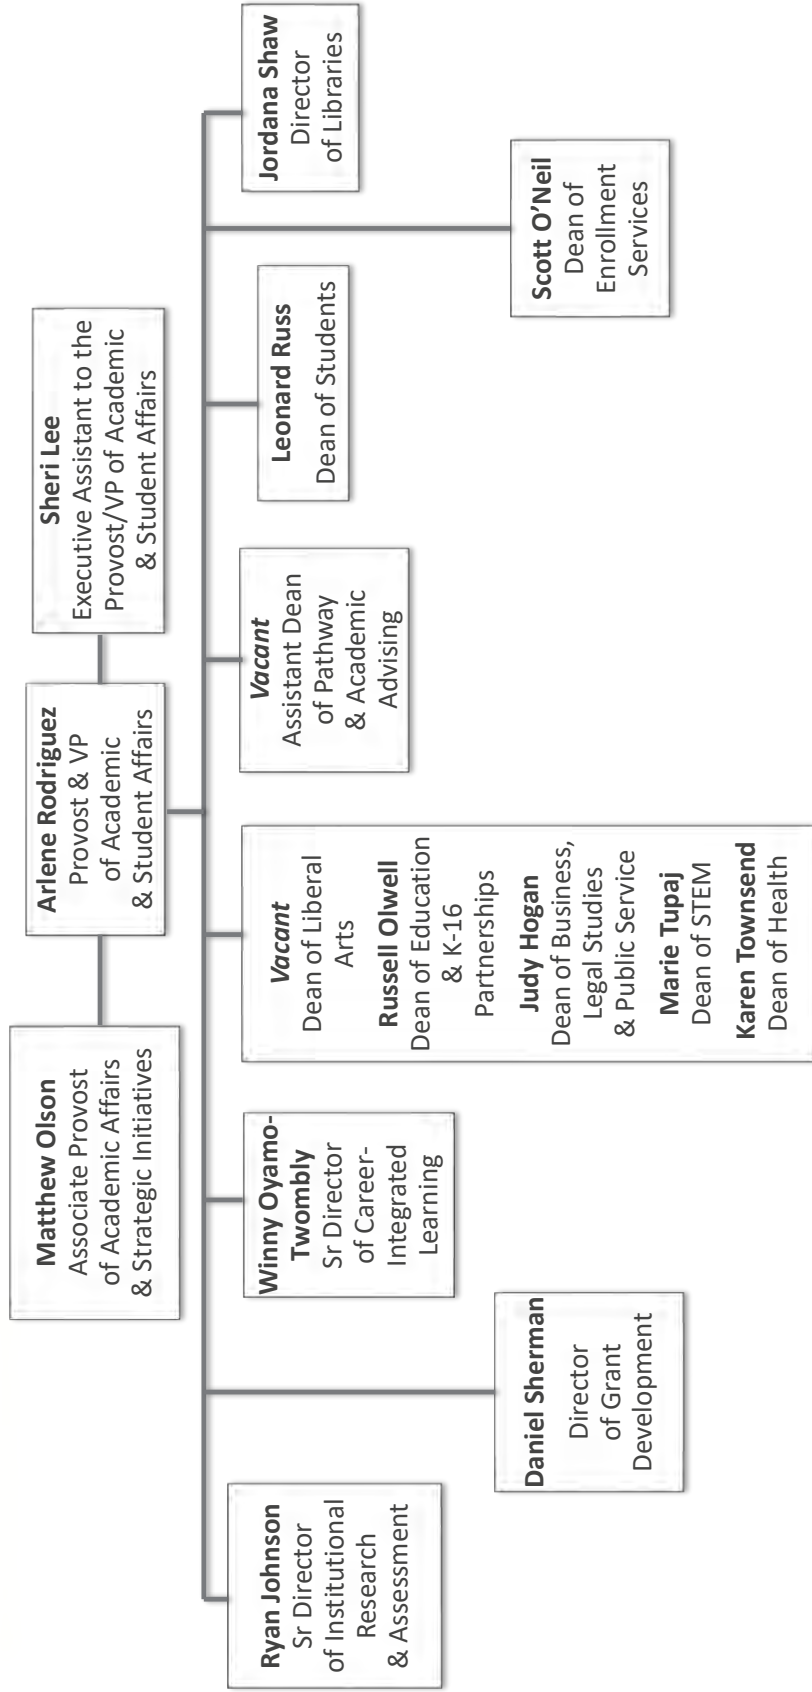 Matthew Olson
Associate Provost
of Academic Affairs
& Strategic Initiatives
Arlene Rodriguez
Provost & VP
of Academic
& Student Affairs
Sheri Lee
Executive Assistant to the
Provost/VP of Academic
& Student Affairs
Ryan Johnson
Sr Director
of Institutional
Research
& Assessment
Daniel Sherman
Director
of Grant
Development
Winny Oyamo-
Twombly
Sr Director
of Career-
Integrated
Learning
Vacant
Dean of Liberal
Arts
Russell Olwell
Dean of Education
& K-16
Partnerships
Judy Hogan
Dean of Business,
Legal Studies
& Public Service
Marie Tupaj
Dean of STEM
Karen Townsend
Dean of Health
Vacant
Assistant Dean
of Pathway
& Academic
Advising
Leonard Russ
Dean of Students
Scott O’Neil
Dean of
Enrollment
Services
Jordana Shaw
Director
of Libraries